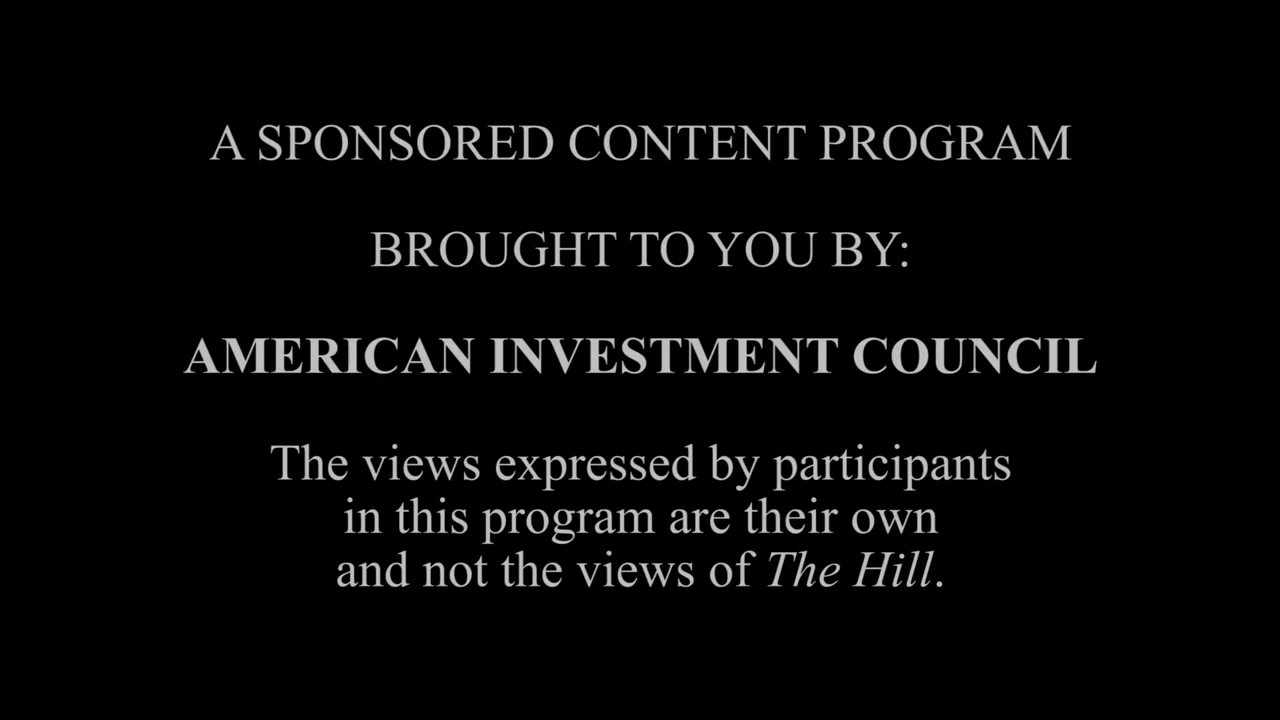 A SPONSORED CONTENT PROGRAM
BROUGHT TO YOU BY:
AMERICAN INVESTMENT COUNCIL
The views expressed by participants
in this program are their own
and not the views of The Hill.